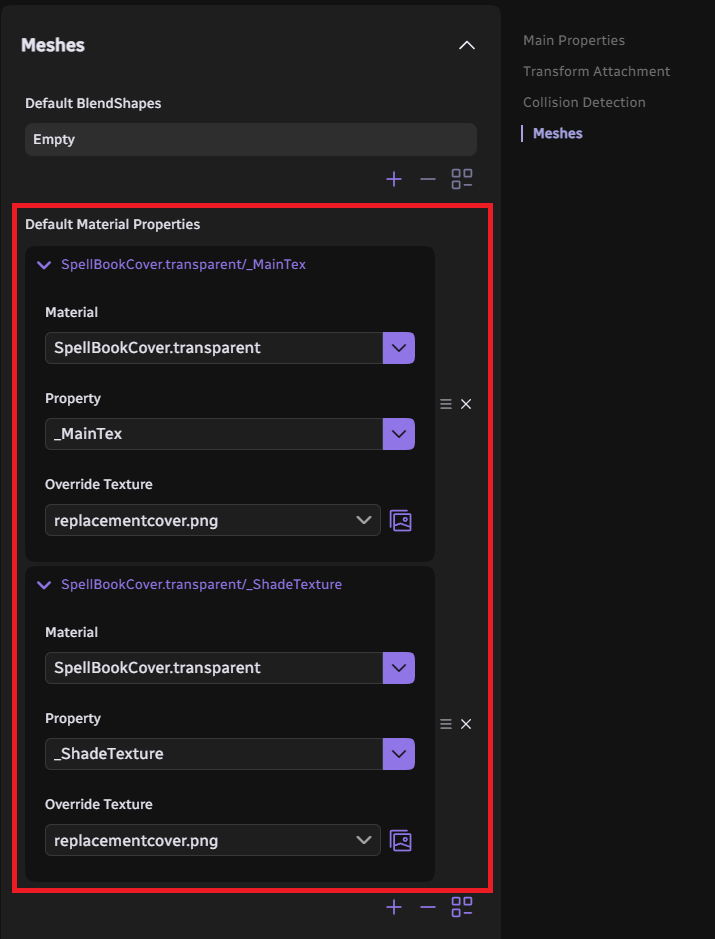 Meshes
Default BlendShapes
Empty
Default Material Properties
SpellBookCover.transparent/_MainTex
Material
SpellBookCover.transparent
Property
_MainTex
Override Texture
replacementcover.png
SpellBookCover.transparent/_ShadeTexture
Material
SpellBookCover.transparent
Property
_ShadeTexture
Override Texture
replacementcover.png
Main Properties
Transform Attachment
Collision Detection
Meshes